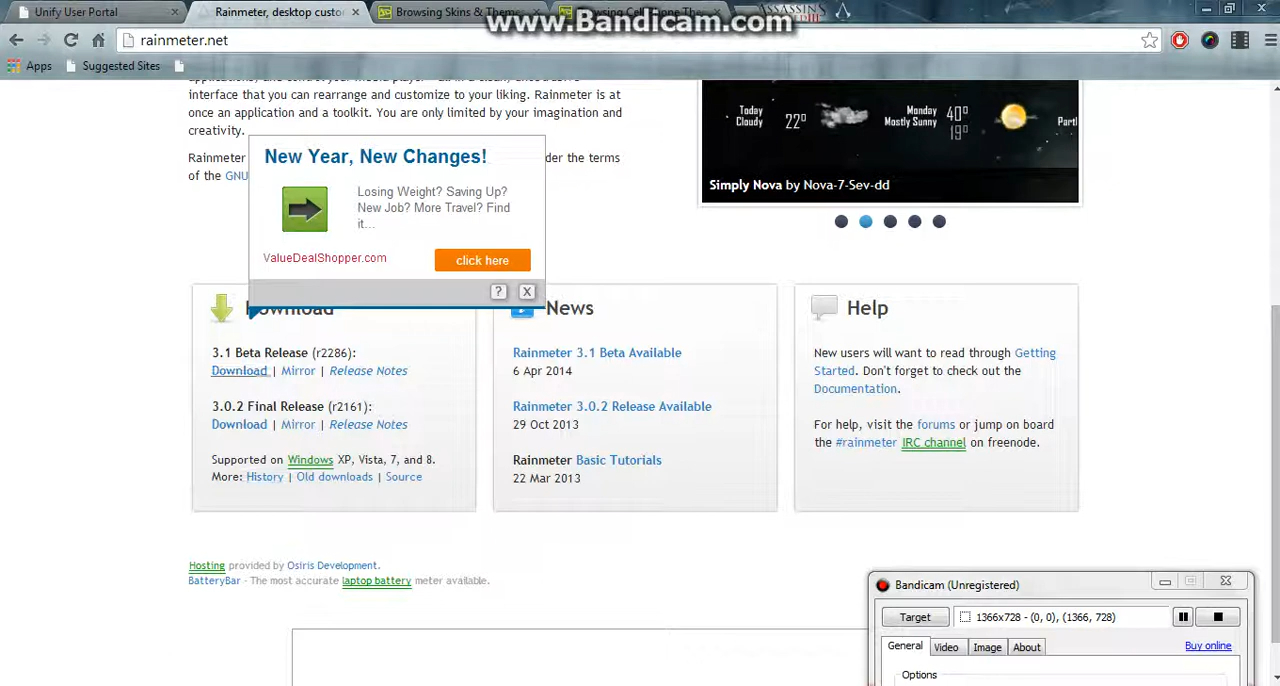 Unify User Portal
Rainmeter, desktop custo
Browsing Skins & Themes
Browsing Cell Phone The
www.Bandicam.com
rainmeter.net
Apps
Suggested Sites
interface that you can rearrange and customize to your liking. Rainmeter is at
once an application and a toolkit. You are only limited by your imagination and
creativity.
Rainmeter
der the terms
of the GNU
New Year, New Changes!
Losing Weight? Saving Up?
New Job? More Travel? Find
it...
ValueDealShopper.com
click here
?
X
Today
Cloudy
22°
Monday
Mostly Sunny
40°
19°
Parti
Simply Nova by Nova-7-Sev-dd
Download
3.1 Beta Release (r2286):
Download | Mirror | Release Notes
3.0.2 Final Release (r2161):
Download | Mirror | Release Notes
Supported on Windows XP, Vista, 7, and 8.
More: History | Old downloads | Source
News
Rainmeter 3.1 Beta Available
6 Apr 2014
Rainmeter 3.0.2 Release Available
29 Oct 2013
Rainmeter Basic Tutorials
22 Mar 2013
Help
New users will want to read through Getting
Started. Don't forget to check out the
Documentation.
For help, visit the forums or jump on board
the #rainmeter IRC channel on freenode.
Hosting provided by Osiris Development.
BatteryBar - The most accurate laptop battery meter available.
Bandicam (Unregistered)
Target
1366x728 - (0, 0), (1366, 728)
General
Video
Image
About
Buy online
Options